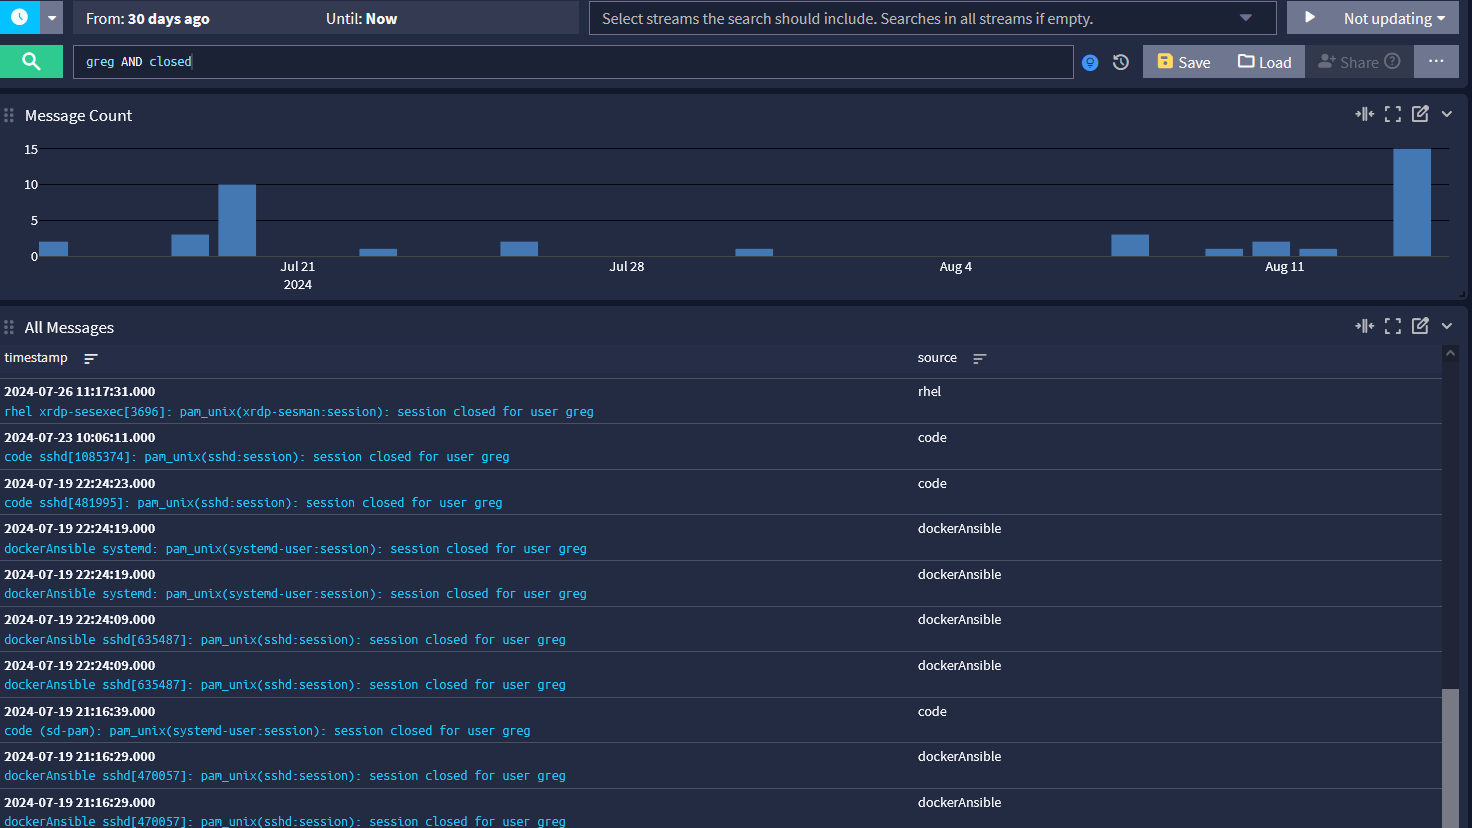 From: 30 days ago Until: Now Select streams the search should include. Searches in all streams if empty. Not updating
greg AND closed Save Load Share ...
Message Count
15
10
5
0
Jul 21 Jul 28 Aug 4 Aug 11
2024
All Messages
timestamp source
2024-07-26 11:17:31.000 rhel
rhel xrdp-sesexec[3696]: pam_unix(xrdp-sesman:session): session closed for user greg
2024-07-23 10:06:11.000 code
code sshd[1085374]: pam_unix(sshd:session): session closed for user greg
2024-07-19 22:24:23.000 code
code sshd[481995]: pam_unix(sshd:session): session closed for user greg
2024-07-19 22:24:19.000 dockerAnsible
dockerAnsible systemd: pam_unix(systemd-user:session): session closed for user greg
2024-07-19 22:24:19.000 dockerAnsible
dockerAnsible systemd: pam_unix(systemd-user:session): session closed for user greg
2024-07-19 22:24:09.000 dockerAnsible
dockerAnsible sshd[635487]: pam_unix(sshd:session): session closed for user greg
2024-07-19 22:24:09.000 dockerAnsible
dockerAnsible sshd[635487]: pam_unix(sshd:session): session closed for user greg
2024-07-19 21:16:39.000 code
code (sd-pam): pam_unix(systemd-user:session): session closed for user greg
2024-07-19 21:16:29.000 dockerAnsible
dockerAnsible sshd[470057]: pam_unix(sshd:session): session closed for user greg
2024-07-19 21:16:29.000 dockerAnsible
dockerAnsible sshd[470057]: pam_unix(sshd:session): session closed for user greg